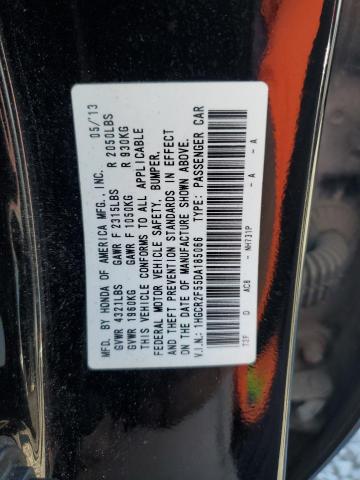 MFD. BY HONDA OF AMERICA MFG., INC. 05/13
GVWR 4321LBS GAWR F 2315LBS R 2050LBS
GVWR 1960KG GAWR F 1050KG R 930KG
THIS VEHICLE CONFORMS TO ALL APPLICABLE
FEDERAL MOTOR VEHICLE SAFETY, BUMPER,
AND THEFT PREVENTION STANDARDS IN EFFECT
ON THE DATE OF MANUFACTURE SHOWN ABOVE.
V.I.N.: 1HGCR2F55DA185066 TYPE: PASSENGER CAR
D ACB - NH731P - A - A